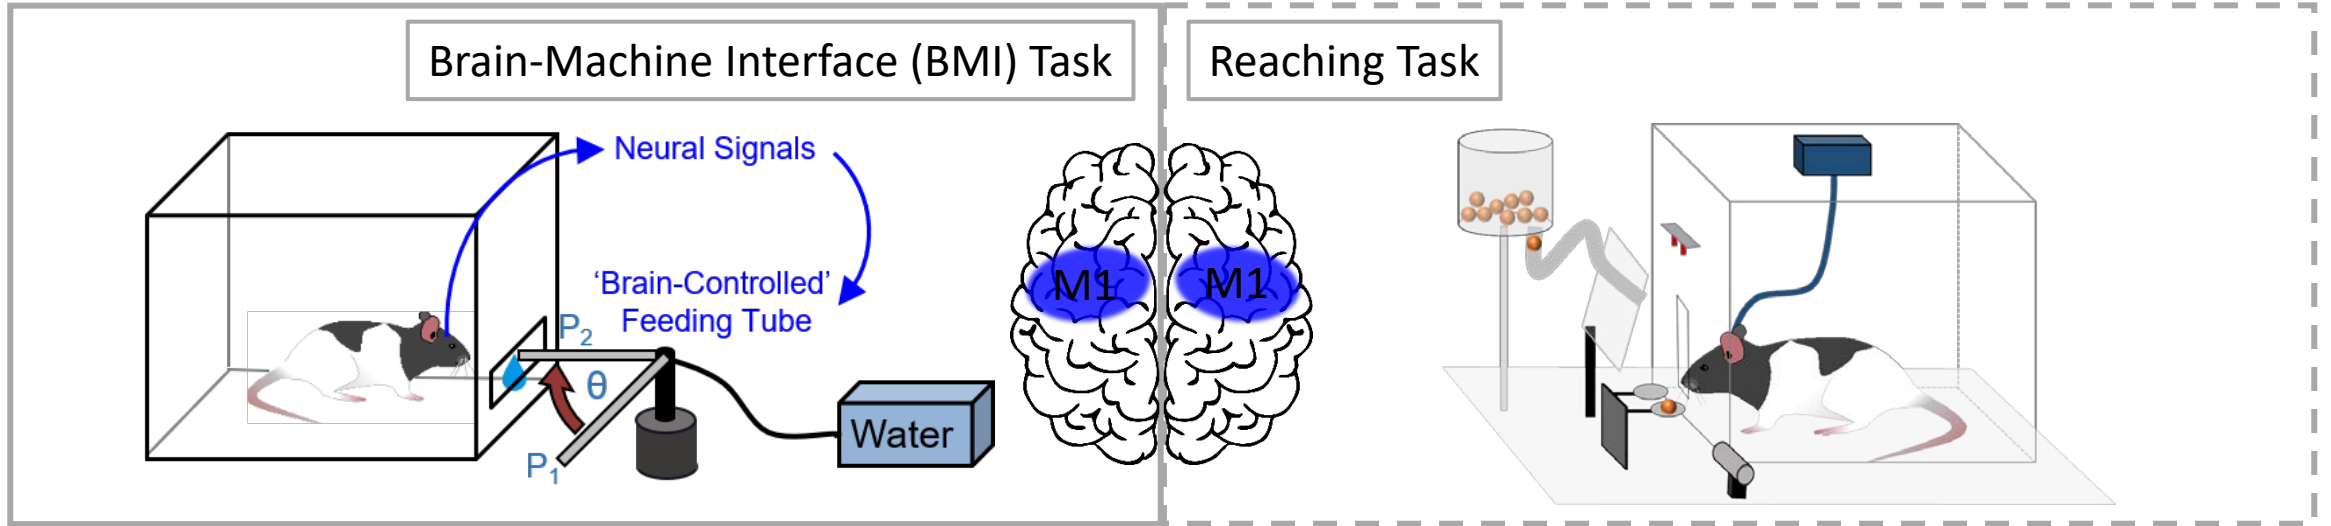 Brain-Machine Interface (BMI) Task
Reaching Task
Neural Signals
‘Brain-Controlled’
Feeding Tube
P₂
θ
P₁
Water
M1
M1